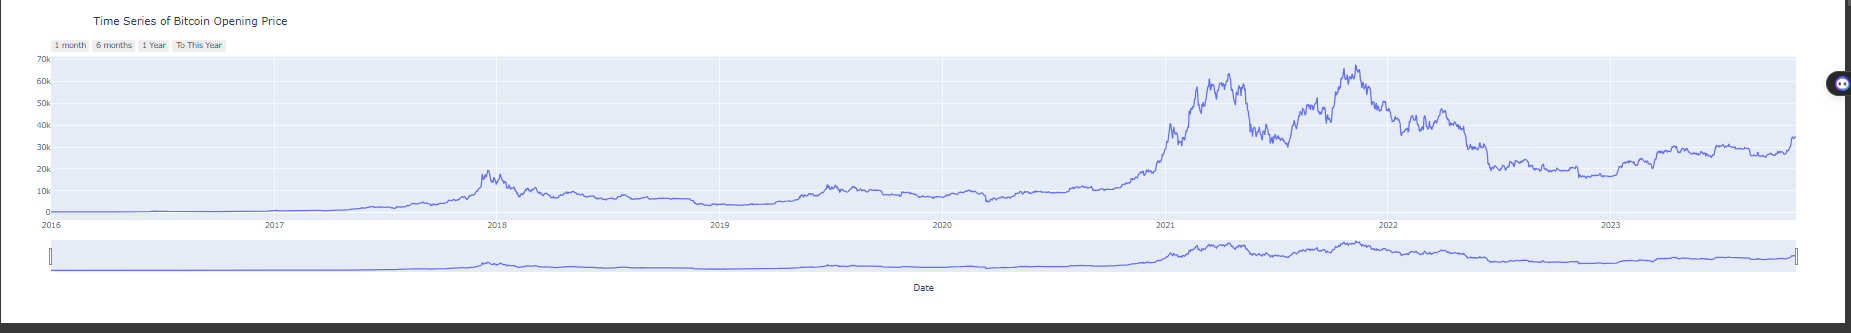 Time Series of Bitcoin Opening Price
1 month 6 months 1 Year To This Year
70k
60k
50k
40k
30k
20k
10k
0
2016 2017 2018 2019 2020 2021 2022 2023
Date